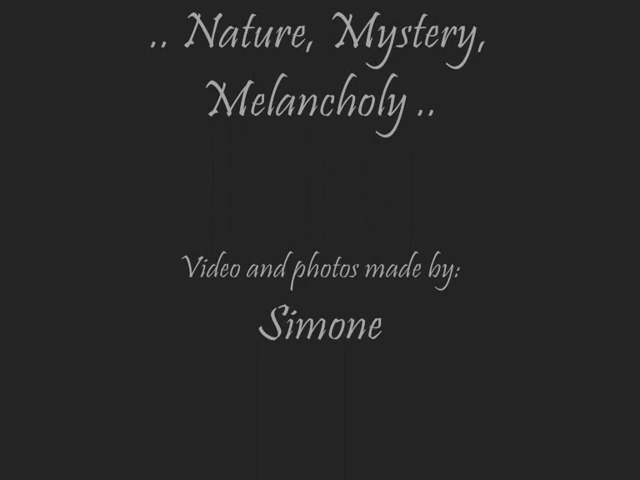 .. Nature, Mystery,
Melancholy ..
Video and photos made by:
Simone